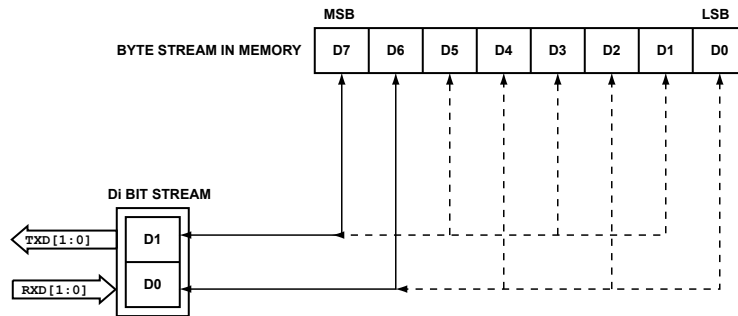 MSB LSB
BYTE STREAM IN MEMORY D7 D6 D5 D4 D3 D2 D1 D0
Di BIT STREAM
TXD[1:0] D1
RXD[1:0] D0